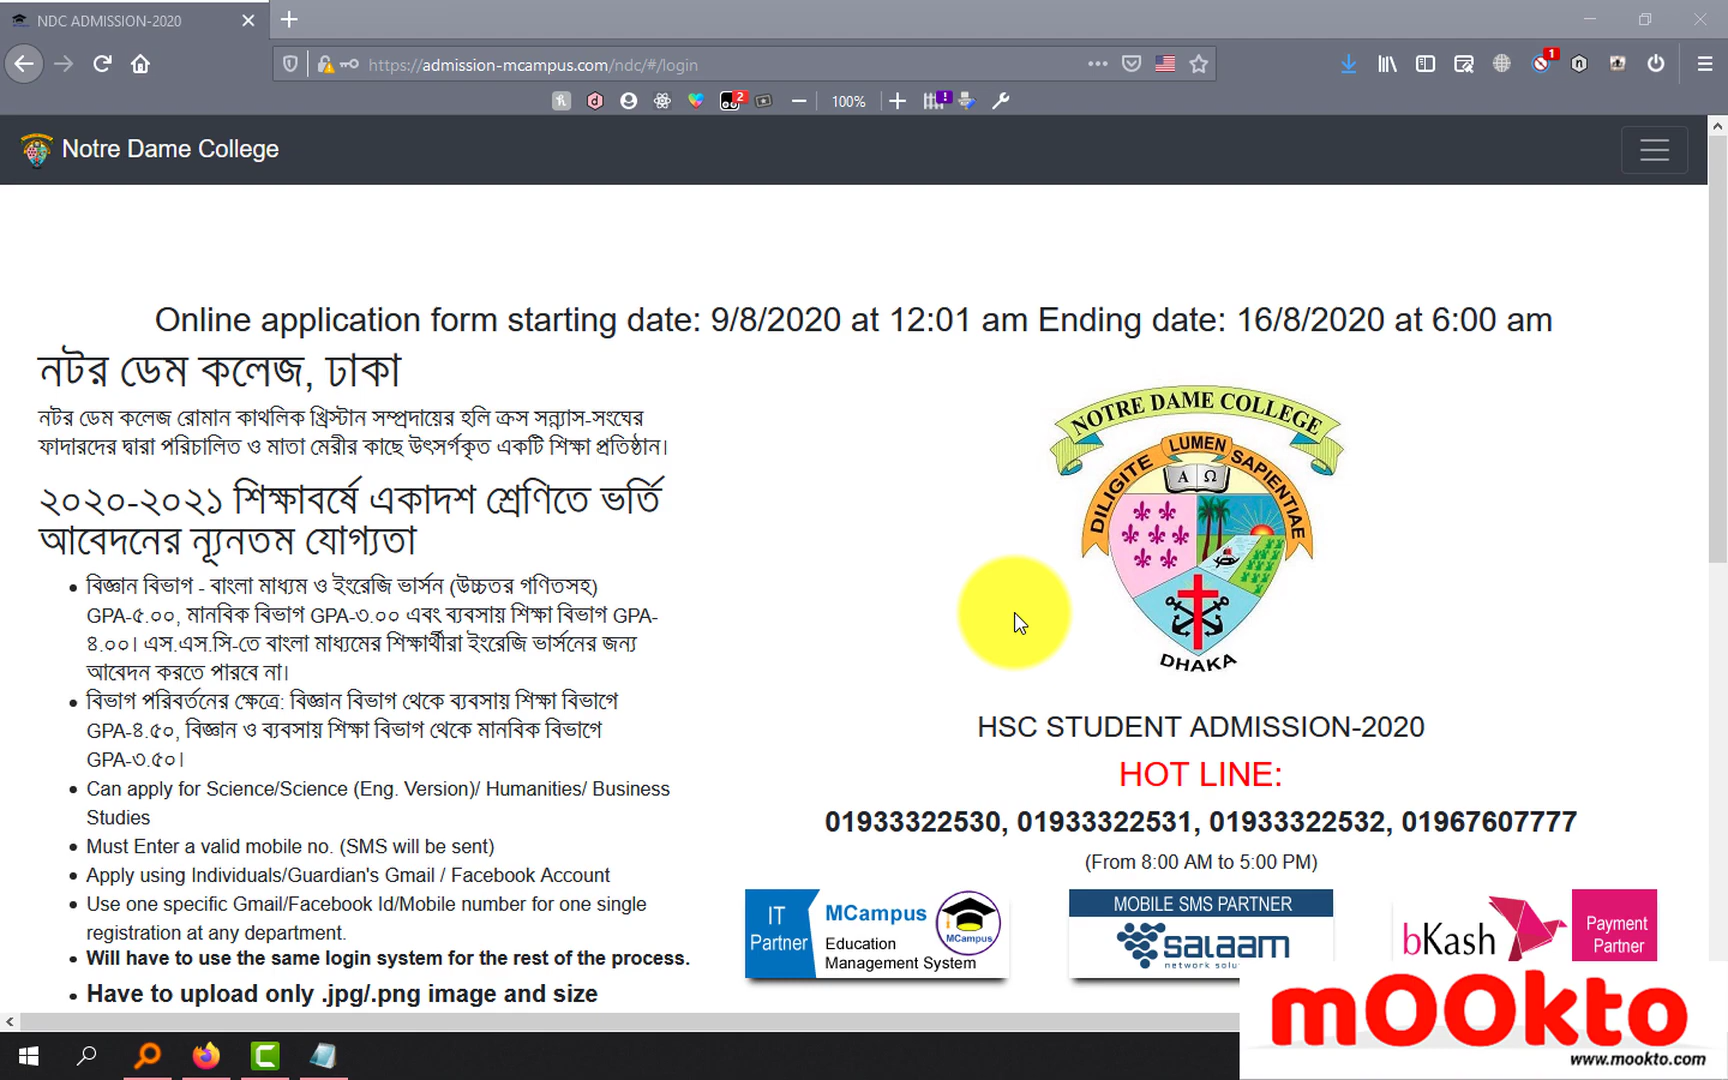 NDC ADMISSION-2020
https://admission-mcampus.com/ndc/#/login
1
2
100%
Notre Dame College
Online application form starting date: 9/8/2020 at 12:01 am Ending date: 16/8/2020 at 6:00 am
নটর ডেম কলেজ, ঢাকা
নটর ডেম কলেজ রোমান কাথলিক খ্রিস্টান সম্প্রদায়ের হলি ক্রস সন্ন্যাস-সংঘের
ফাদারদের দ্বারা পরিচালিত ও মাতা মেরীর কাছে উৎসর্গকৃত একটি শিক্ষা প্রতিষ্ঠান।
২০২০-২০২১ শিক্ষাবর্ষে একাদশ শ্রেণিতে ভর্তি
আবেদনের ন্যূনতম যোগ্যতা
বিজ্ঞান বিভাগ - বাংলা মাধ্যম ও ইংরেজি ভার্সন (উচ্চতর গণিতসহ)
GPA-৫.০০, মানবিক বিভাগ GPA-৩.০০ এবং ব্যবসায় শিক্ষা বিভাগ GPA-
৪.০০। এস.এস.সি-তে বাংলা মাধ্যমের শিক্ষার্থীরা ইংরেজি ভার্সনের জন্য
আবেদন করতে পারবে না।
বিভাগ পরিবর্তনের ক্ষেত্রে: বিজ্ঞান বিভাগ থেকে ব্যবসায় শিক্ষা বিভাগে
GPA-৪.৫০, বিজ্ঞান ও ব্যবসায় শিক্ষা বিভাগ থেকে মানবিক বিভাগে
GPA-৩.৫০।
Can apply for Science/Science (Eng. Version)/ Humanities/ Business
Studies
Must Enter a valid mobile no. (SMS will be sent)
Apply using Individuals/Guardian's Gmail / Facebook Account
Use one specific Gmail/Facebook Id/Mobile number for one single
registration at any department.
Will have to use the same login system for the rest of the process.
Have to upload only .jpg/.png image and size
NOTRE DAME COLLEGE
DILIGITE LUMEN SAPIENTIAE
A Ω
DHAKA
HSC STUDENT ADMISSION-2020
HOT LINE:
01933322530, 01933322531, 01933322532, 01967607777
(From 8:00 AM to 5:00 PM)
IT
Partner
MCampus
Education
Management System
MCampus
MOBILE SMS PARTNER
salaam
network solu
bKash
Payment
Partner
mOOkto
www.mookto.com